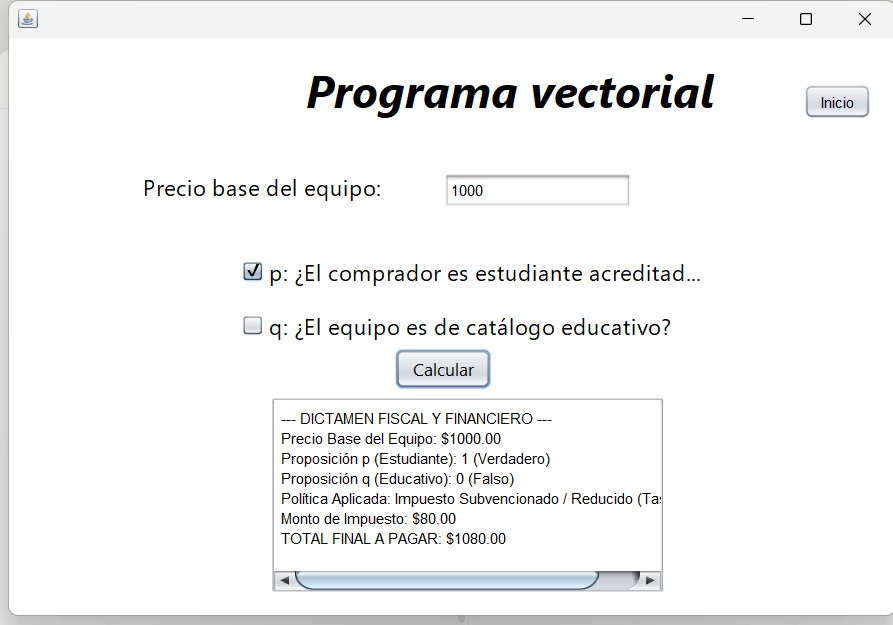 Programa vectorial
Inicio
Precio base del equipo:
1000
p: ¿El comprador es estudiante acreditad...
q: ¿El equipo es de catálogo educativo?
Calcular
--- DICTAMEN FISCAL Y FINANCIERO ---
Precio Base del Equipo: $1000.00
Proposición p (Estudiante): 1 (Verdadero)
Proposición q (Educativo): 0 (Falso)
Política Aplicada: Impuesto Subvencionado / Reducido (Ta
Monto de Impuesto: $80.00
TOTAL FINAL A PAGAR: $1080.00